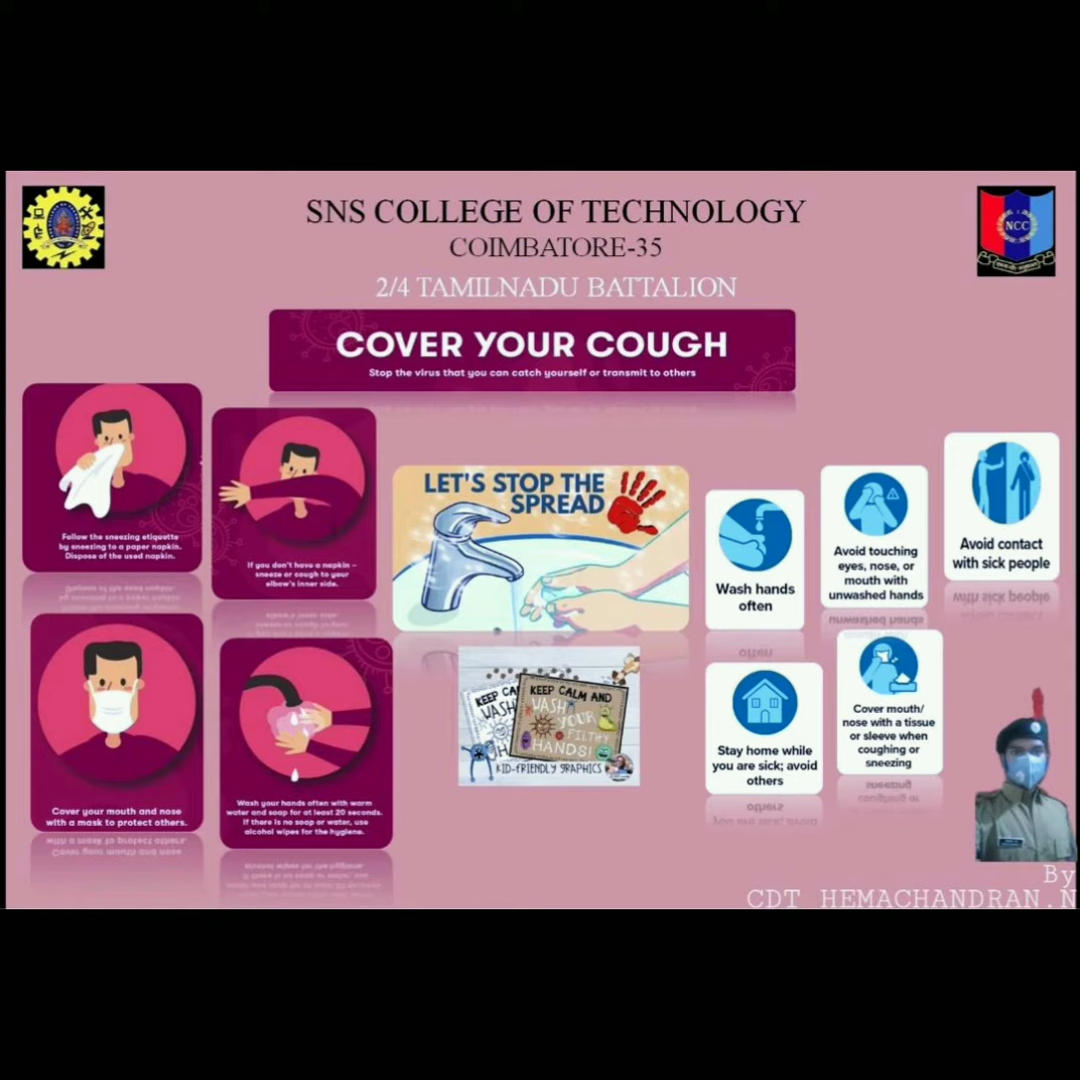 SNS COLLEGE OF TECHNOLOGY
COIMBATORE-35
2/4 TAMILNADU BATTALION
NCC
COVER YOUR COUGH
Stop the virus that you can catch yourself or transmit to others
Follow the sneezing etiquette
by sneezing to a paper napkin.
Dispose of the used napkin.
If you don't have a napkin –
sneeze or cough to your
elbow's inner side.
Cover your mouth and nose
with a mask to protect others.
Wash your hands often with warm
water and soap for at least 20 seconds.
If there is no soap or water, use
alcohol wipes for the hygiene.
LET'S STOP THE
SPREAD
KEEP CALM AND
WASH
YOUR
FILTHY
HANDS!
KEEP CA
WASH
KID-FRIENDLY GRAPHICS
Wash hands
often
Avoid touching
eyes, nose, or
mouth with
unwashed hands
Avoid contact
with sick people
Stay home while
you are sick; avoid
others
Cover mouth/
nose with a tissue
or sleeve when
coughing or
sneezing
By
CDT HEMACHANDRAN.N